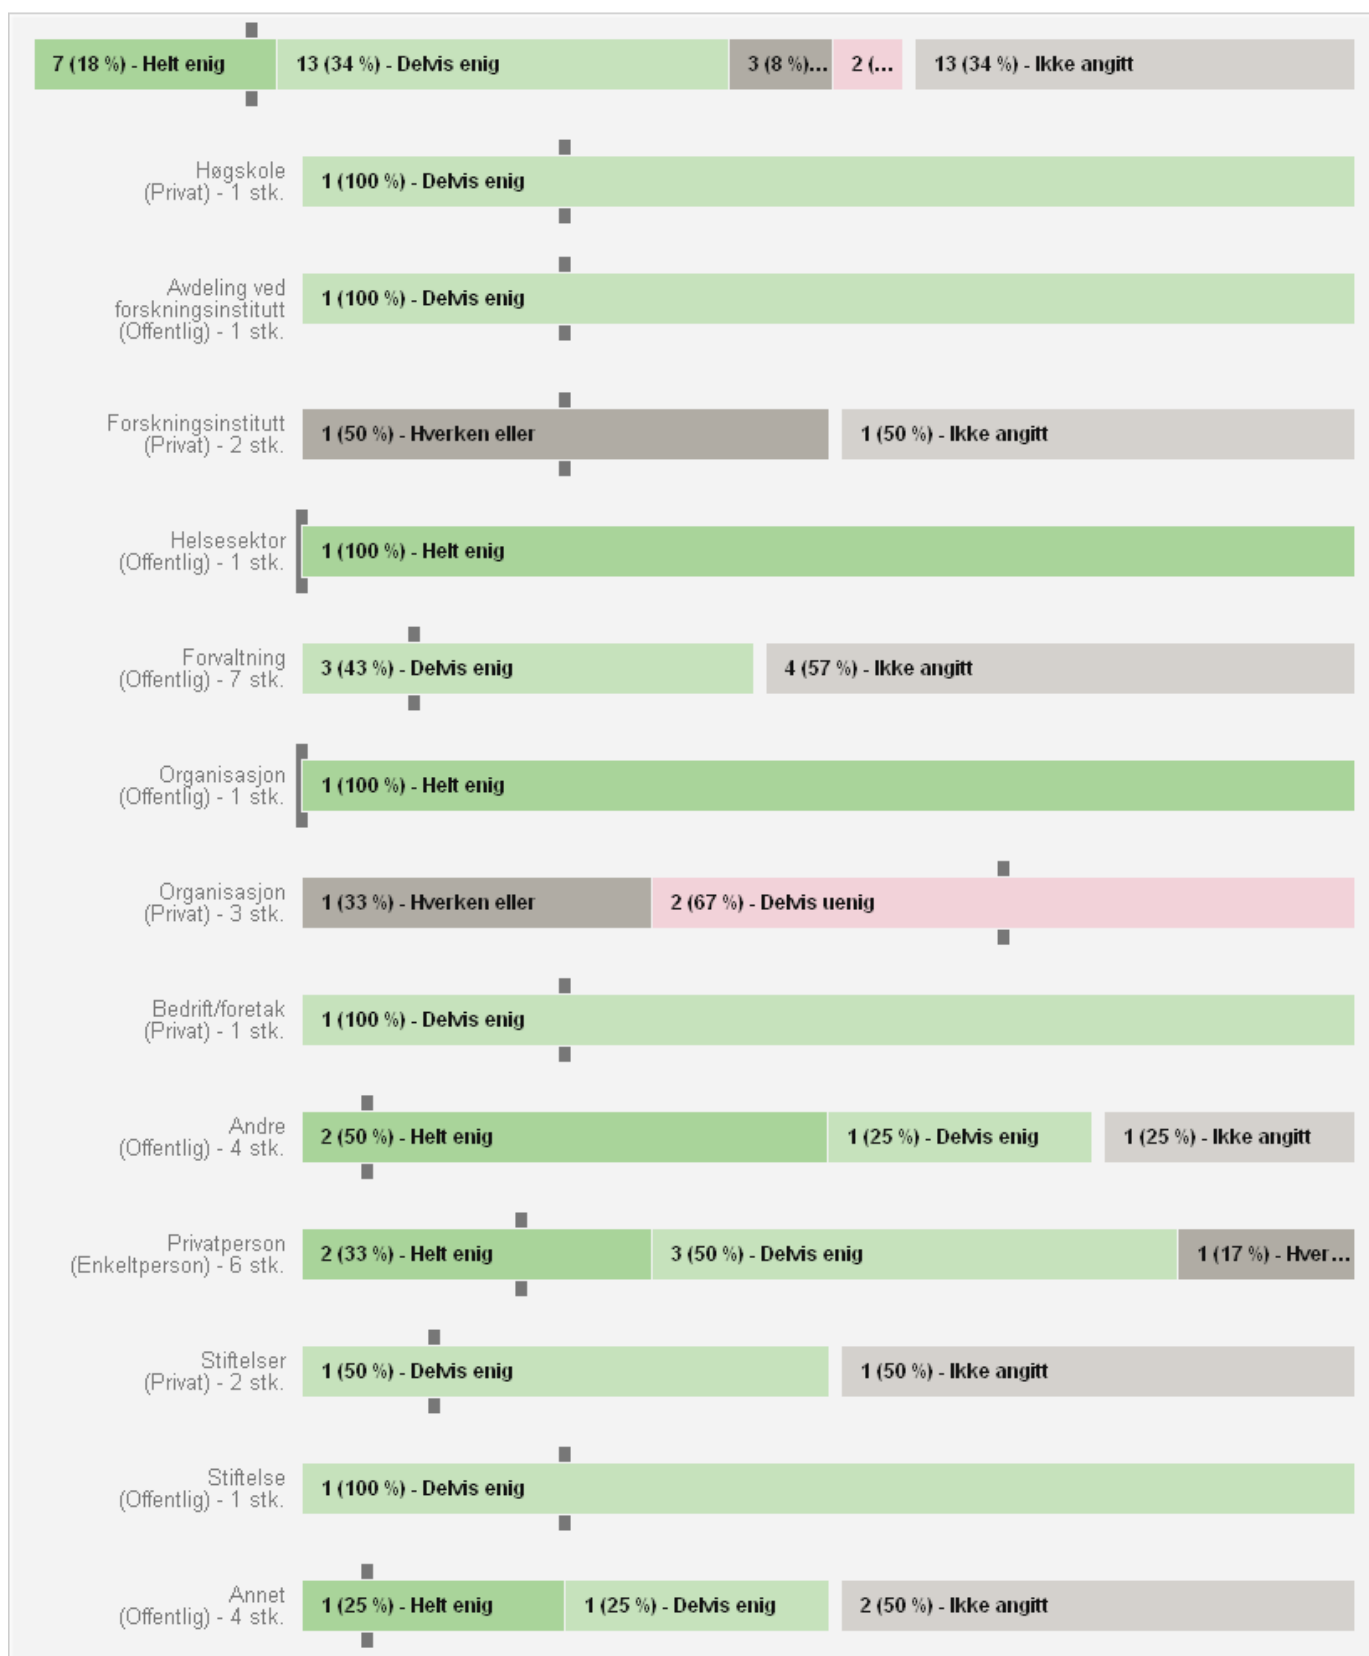 7 (18 %) - Helt enig 13 (34 %) - Delvis enig 3 (8 %)... 2 (... 13 (34 %) - Ikke angitt
Høgskole
(Privat) - 1 stk.
1 (100 %) - Delvis enig
Avdeling ved
forskningsinstitutt
(Offentlig) - 1 stk.
1 (100 %) - Delvis enig
Forskningsinstitutt
(Privat) - 2 stk.
1 (50 %) - Hverken eller 1 (50 %) - Ikke angitt
Helsesektor
(Offentlig) - 1 stk.
1 (100 %) - Helt enig
Forvaltning
(Offentlig) - 7 stk.
3 (43 %) - Delvis enig 4 (57 %) - Ikke angitt
Organisasjon
(Offentlig) - 1 stk.
1 (100 %) - Helt enig
Organisasjon
(Privat) - 3 stk.
1 (33 %) - Hverken eller 2 (67 %) - Delvis uenig
Bedrift/foretak
(Privat) - 1 stk.
1 (100 %) - Delvis enig
Andre
(Offentlig) - 4 stk.
2 (50 %) - Helt enig 1 (25 %) - Delvis enig 1 (25 %) - Ikke angitt
Privatperson
(Enkeltperson) - 6 stk.
2 (33 %) - Helt enig 3 (50 %) - Delvis enig 1 (17 %) - Hver...
Stiftelser
(Privat) - 2 stk.
1 (50 %) - Delvis enig 1 (50 %) - Ikke angitt
Stiftelse
(Offentlig) - 1 stk.
1 (100 %) - Delvis enig
Annet
(Offentlig) - 4 stk.
1 (25 %) - Helt enig 1 (25 %) - Delvis enig 2 (50 %) - Ikke angitt